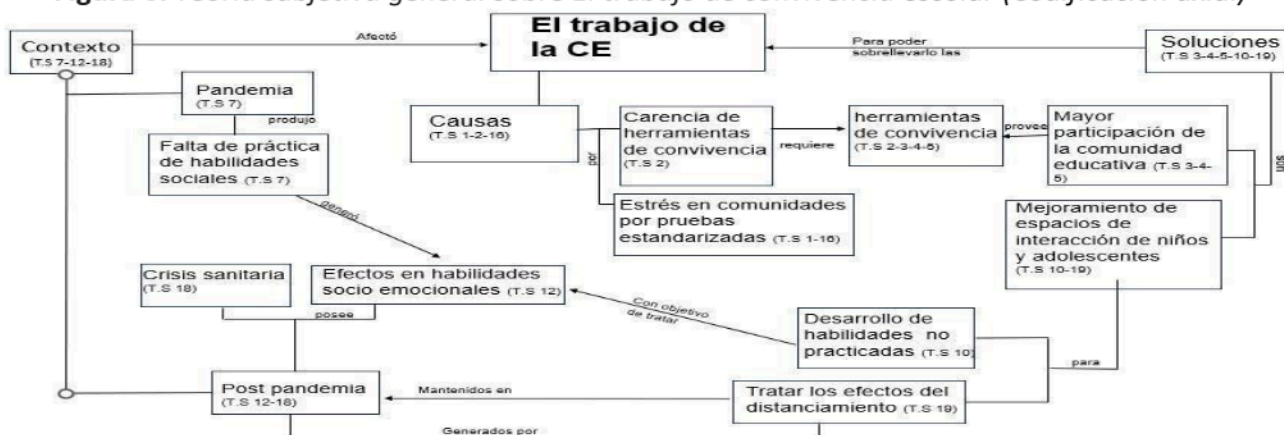 El trabajo de
la CE
Contexto
(T.S 7-12-18)
Afectó
Para poder
sobrellevarlo las
Soluciones
(T.S 3-4-5-10-19)
Pandemia
(T.S 7)
produjo
Falta de práctica
de habilidades
sociales (T.S 7)
Causas
(T.S 1-2-16)
por
Carencia de
herramientas
de convivencia
(T.S 2)
requiere
herramientas
de convivencia
(T.S 2-3-4-5)
provee
Mayor
participación de
la comunidad
educativa (T.S 3-4-
5)
son
Estrés en comunidades
por pruebas
estandarizadas (T.S 1-16)
Mejoramiento de
espacios de
interacción de niños
y adolescentes
(T.S 10-19)
generó
Crisis sanitaria
(T.S 18)
Efectos en habilidades
socio emocionales (T.S 12)
posee
Con objetivo
de tratar
Desarrollo de
habilidades no
practicadas (T.S 10)
para
Post pandemia
(T.S 12-18)
Mantenidos en
Tratar los efectos del
distanciamiento (T.S 19)
Generados por